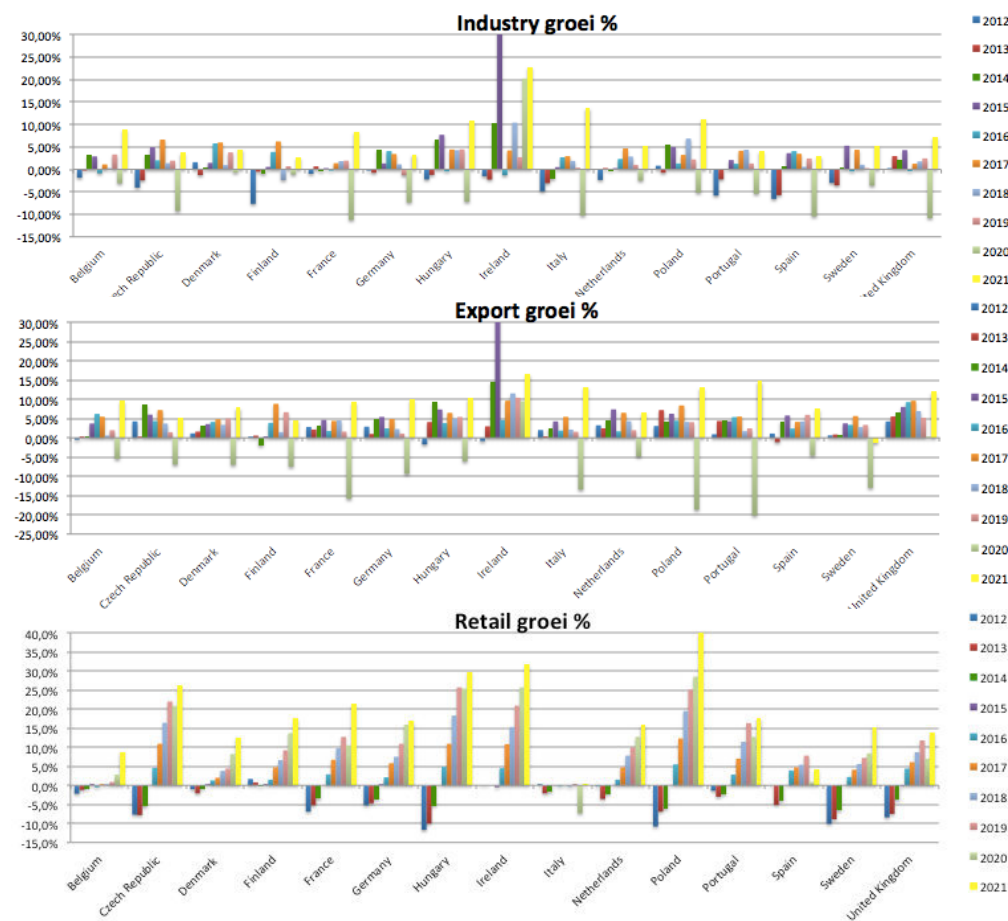 Industry groei %
30,00%
25,00%
20,00%
15,00%
10,00%
5,00%
0,00%
-5,00%
-10,00%
-15,00%
Belgium
Czech Republic
Denmark
Finland
France
Germany
Hungary
Ireland
Italy
Netherlands
Poland
Portugal
Spain
Sweden
United Kingdom
2012
2013
2014
2015
2016
2017
2018
2019
2020
2021
Export groei %
30,00%
25,00%
20,00%
15,00%
10,00%
5,00%
0,00%
-5,00%
-10,00%
-15,00%
-20,00%
-25,00%
Belgium
Czech Republic
Denmark
Finland
France
Germany
Hungary
Ireland
Italy
Netherlands
Poland
Portugal
Spain
Sweden
United Kingdom
2012
2013
2014
2015
2016
2017
2018
2019
2020
2021
Retail groei %
40,0%
35,0%
30,0%
25,0%
20,0%
15,0%
10,0%
5,0%
0,0%
-5,0%
-10,0%
-15,0%
Belgium
Czech Republic
Denmark
Finland
France
Germany
Hungary
Ireland
Italy
Netherlands
Poland
Portugal
Spain
Sweden
United Kingdom
2012
2013
2014
2015
2016
2017
2018
2019
2020
2021